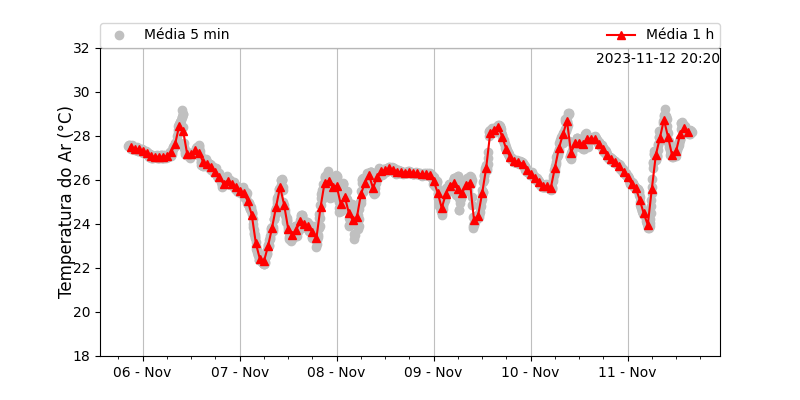 Média 5 min
Média 1 h
2023-11-12 20:20
Temperatura do Ar (°C)
32
30
28
26
24
22
20
18
06 - Nov
07 - Nov
08 - Nov
09 - Nov
10 - Nov
11 - Nov